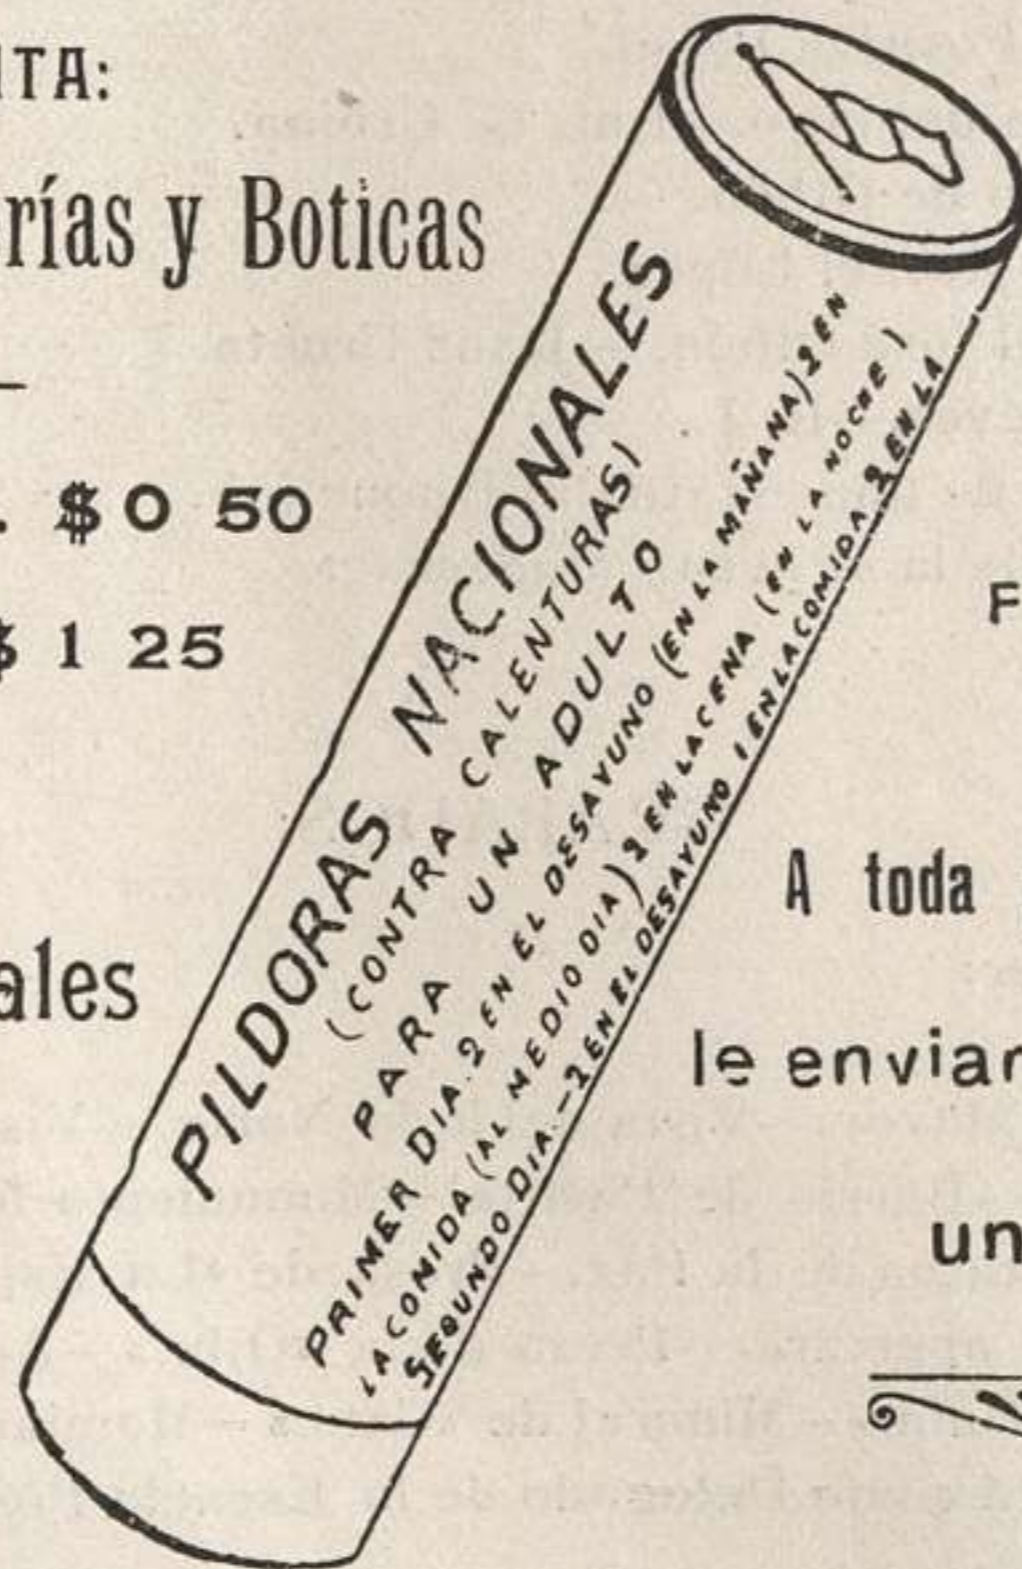 NTA:
rías y Boticas
. $ 0 50
$ 1 25
ales
PILDORAS NACIONALES
(CONTRA CALENTURAS)
PARA UN ADULTO
PRIMER DIA. 2 EN EL DESAYUNO (EN LA MAÑANA) 2 EN
LA COMIDA (AL MEDIO DIA) 2 EN LA CENA (EN LA NOCHE)
SEGUNDO DIA.-2 EN EL DESAYUNO 1 EN LA COMIDA 2 EN LA
F
A toda
le enviar
un